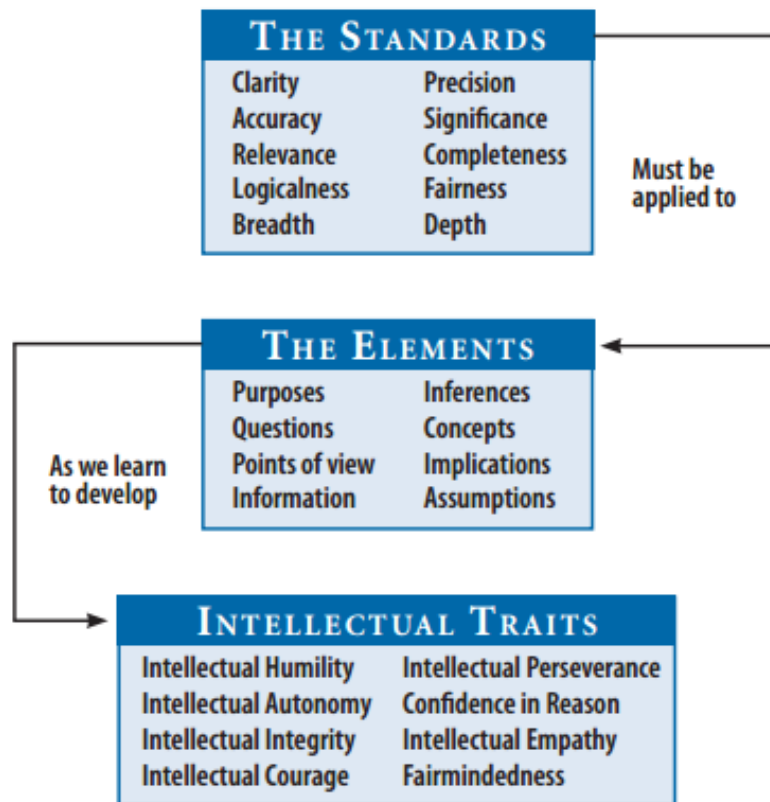 THE STANDARDS
Clarity Precision
Accuracy Significance
Relevance Completeness
Logicalness Fairness
Breadth Depth
Must be
applied to
THE ELEMENTS
Purposes Inferences
Questions Concepts
Points of view Implications
Information Assumptions
As we learn
to develop
INTELLECTUAL TRAITS
Intellectual Humility Intellectual Perseverance
Intellectual Autonomy Confidence in Reason
Intellectual Integrity Intellectual Empathy
Intellectual Courage Fairmindedness